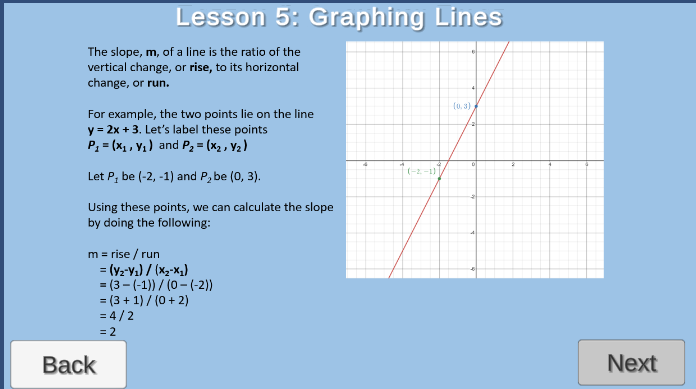 Lesson 5: Graphing Lines
The slope, m, of a line is the ratio of the
vertical change, or rise, to its horizontal
change, or run.
For example, the two points lie on the line
y = 2x + 3. Let's label these points
P₁ = (x₁ , y₁ ) and P₂ = (x₂ , y₂ )
Let P₁ be (-2, -1) and P₂ be (0, 3).
Using these points, we can calculate the slope
by doing the following:
m = rise / run
= (y₂-y₁) / (x₂-x₁)
= (3 – (-1)) / (0 – (-2))
= (3 + 1) / (0 + 2)
= 4 / 2
= 2
6
4
(0, 3)
2
-6 -4 -2 0 2 4 6
(-2, -1)
-2
-4
-6
Back
Next